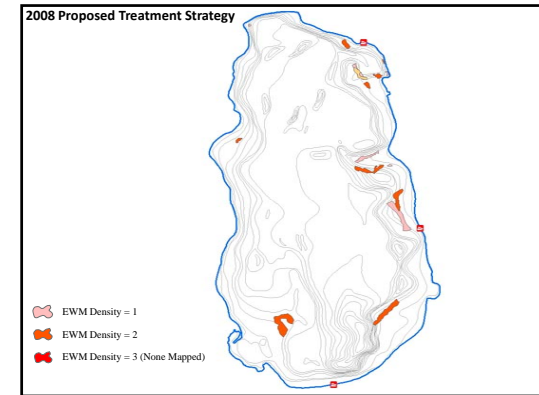 2008 Proposed Treatment Strategy
EWM Density = 1
EWM Density = 2
EWM Density = 3 (None Mapped)